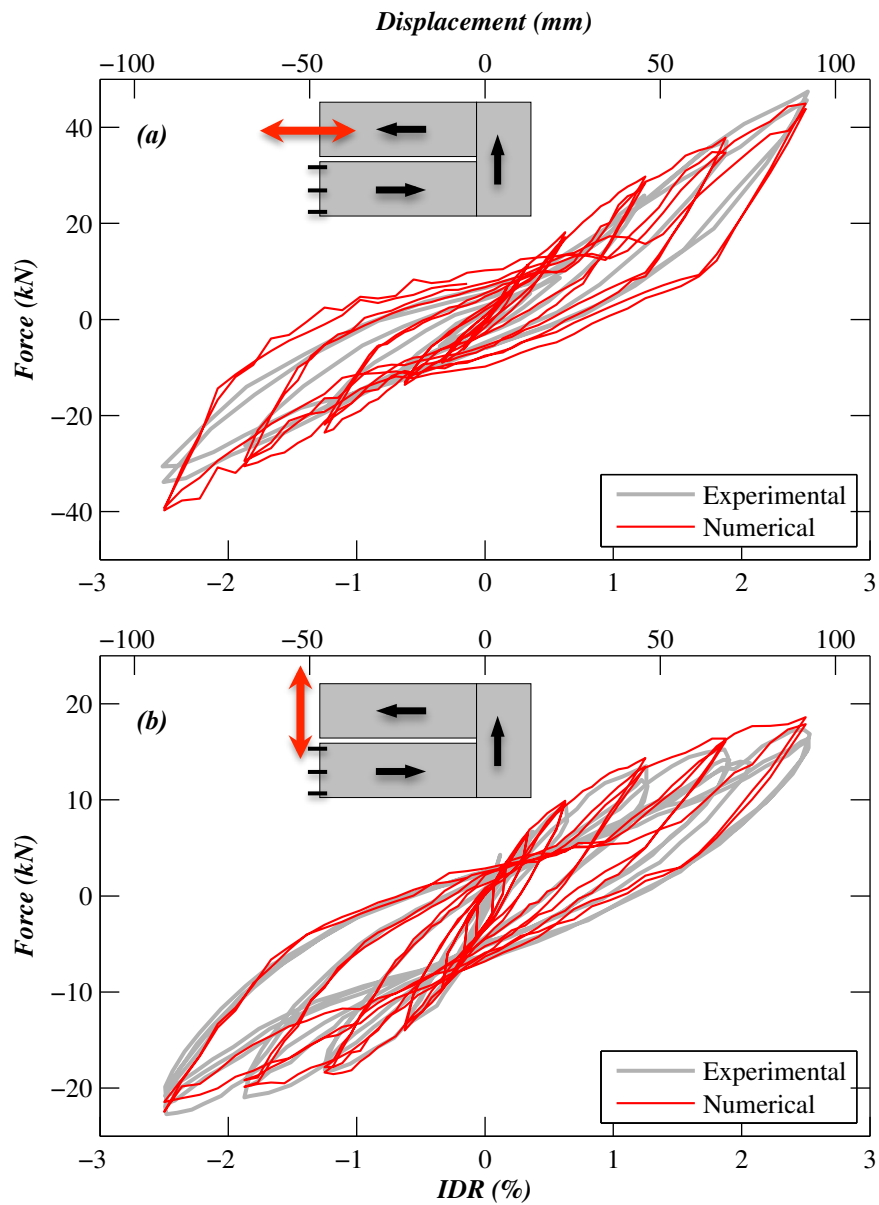 Displacement (mm)
−100 −50 0 50 100
(a)
40
20
0
−20
−40
Force (kN)
Experimental
Numerical
−3 −2 −1 0 1 2 3
−100 −50 0 50 100
(b)
20
10
0
−10
−20
Force (kN)
Experimental
Numerical
−3 −2 −1 0 1 2 3
IDR (%)